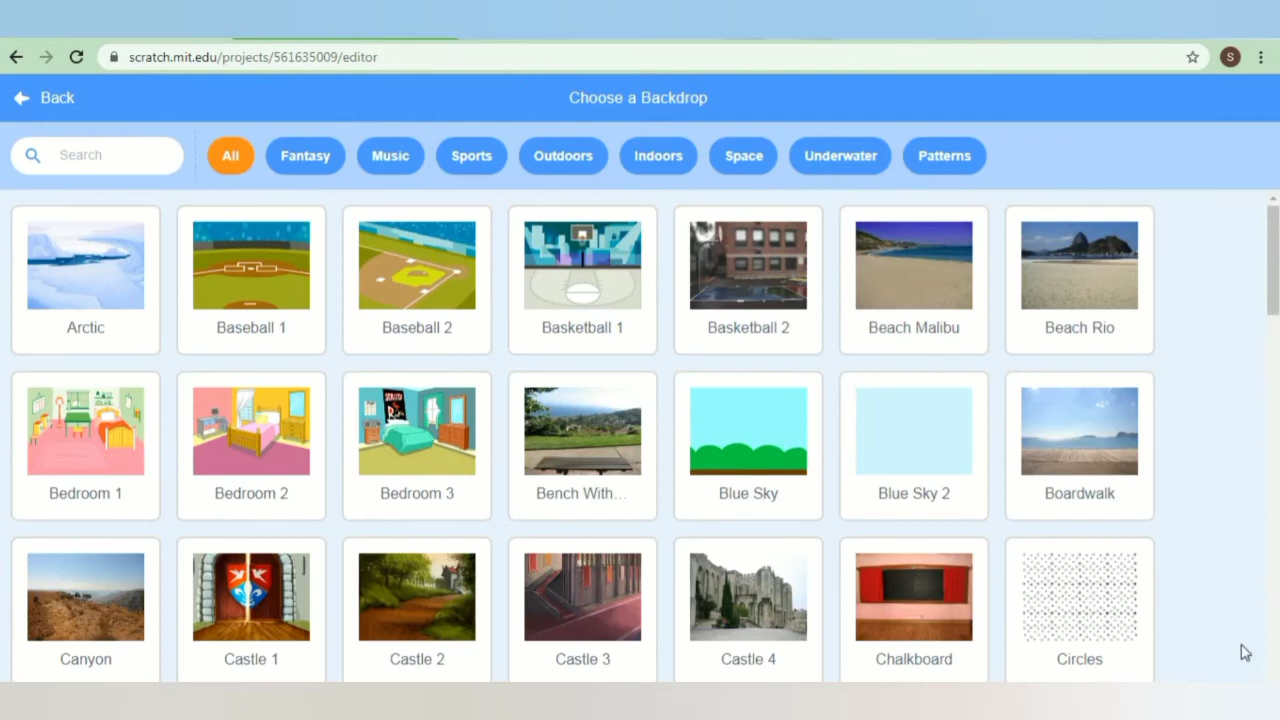 scratch.mit.edu/projects/561635009/editor
S
Back
Choose a Backdrop
Search
All Fantasy Music Sports Outdoors Indoors Space Underwater Patterns
Arctic Baseball 1 Baseball 2 Basketball 1 Basketball 2 Beach Malibu Beach Rio
Bedroom 1 Bedroom 2 Bedroom 3 Bench With... Blue Sky Blue Sky 2 Boardwalk
Canyon Castle 1 Castle 2 Castle 3 Castle 4 Chalkboard Circles